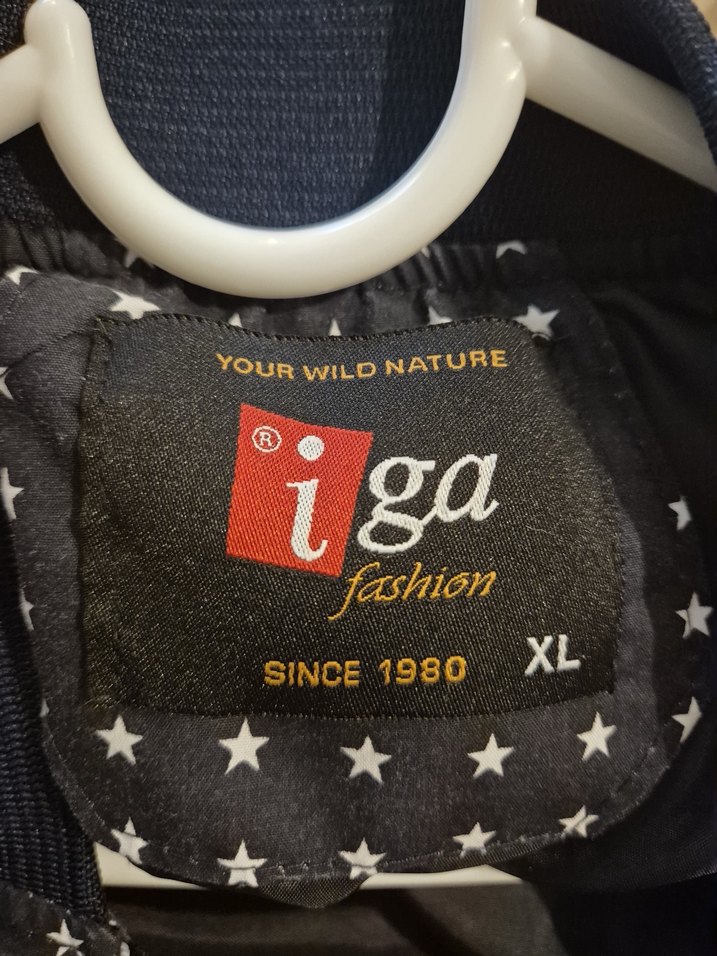 YOUR WILD NATURE
® iga
fashion
SINCE 1980
XL